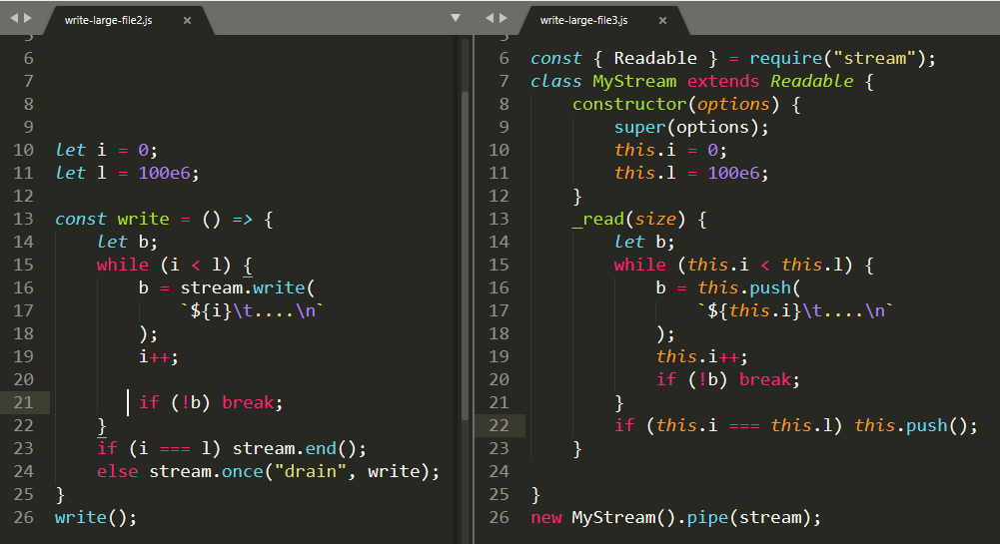 write-large-file2.js ×
5
6
7
8
9
10 let i = 0;
11 let l = 100e6;
12
13 const write = () => {
14 let b;
15 while (i < l) {
16 b = stream.write(
17 `${i}\t....\n`
18 );
19 i++;
20
21 if (!b) break;
22 }
23 if (i === l) stream.end();
24 else stream.once("drain", write);
25 }
26 write();
write-large-file3.js ×
5
6 const { Readable } = require("stream");
7 class MyStream extends Readable {
8 constructor(options) {
9 super(options);
10 this.i = 0;
11 this.l = 100e6;
12 }
13 _read(size) {
14 let b;
15 while (this.i < this.l) {
16 b = this.push(
17 `${this.i}\t....\n`
18 );
19 this.i++;
20 if (!b) break;
21 }
22 if (this.i === this.l) this.push();
23 }
24
25 }
26 new MyStream().pipe(stream);